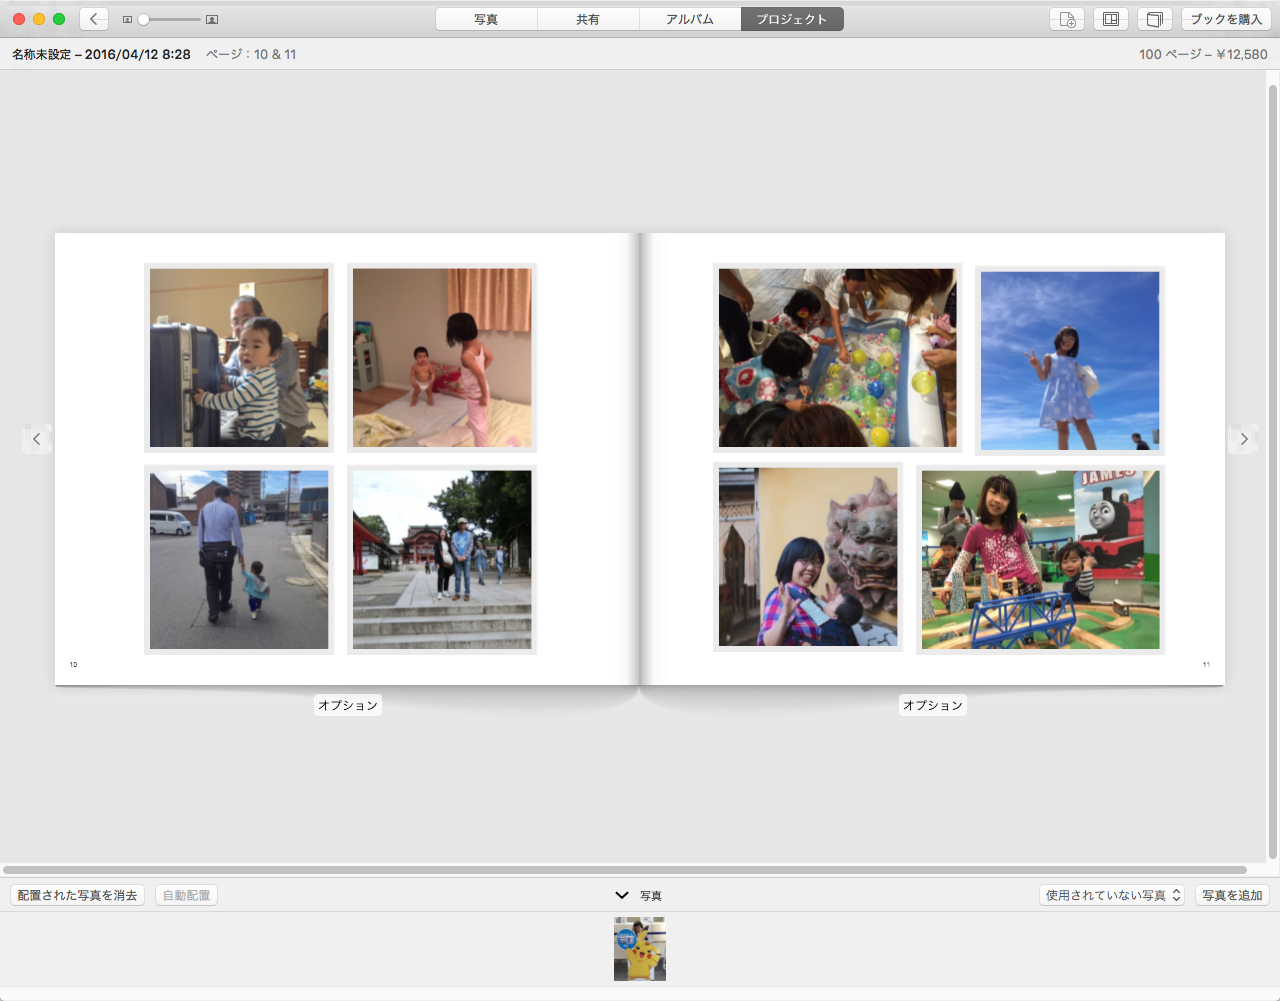 写真 共有 アルバム プロジェクト ブックを購入
名称未設定 – 2016/04/12 8:28 ページ：10 & 11 100 ページ – ￥12,580
JAMES
10 11
オプション オプション
配置された写真を消去 自動配置 写真 使用されていない写真 写真を追加